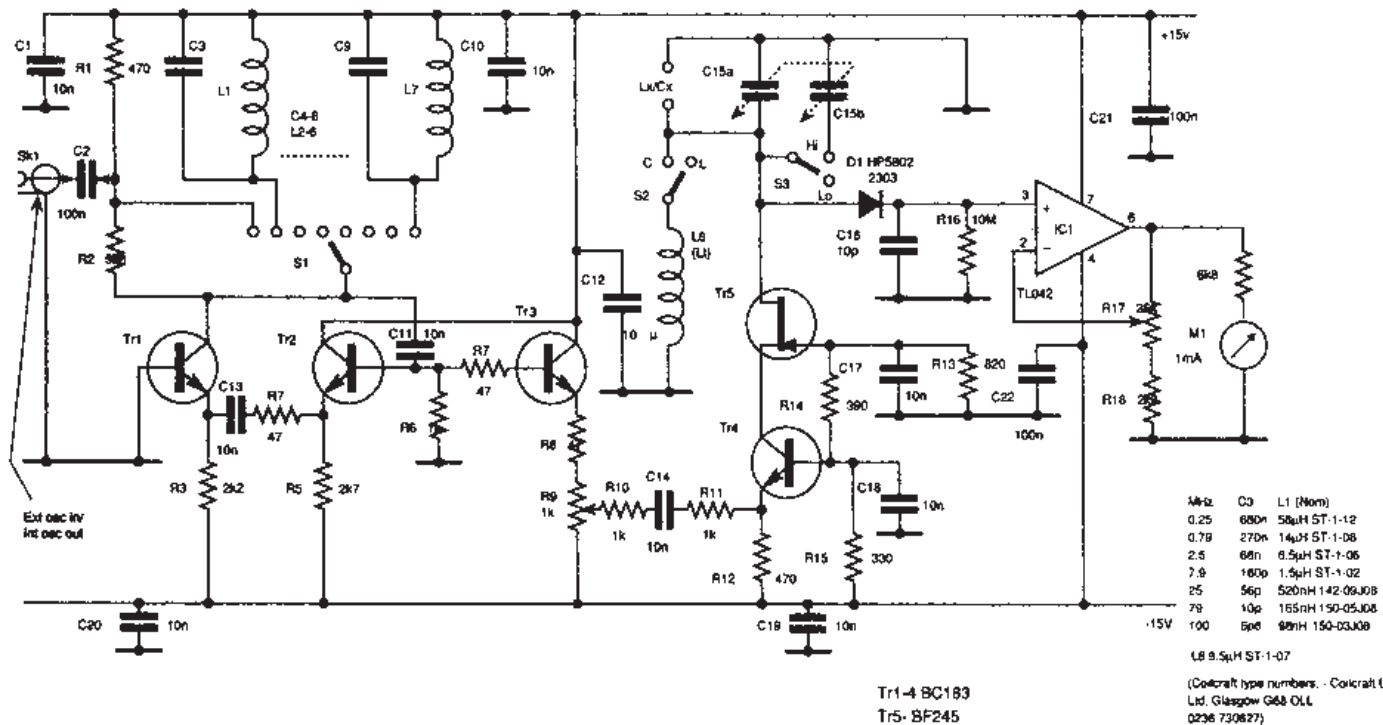 C1
10n
R1
470
C3
L1
C4-8
L2-6
C9
L7
C10
10n
Lx/Cx
C15a
C15b
+15v
C21
100n
Sk1
C2
100n
R2
S1
C
L
S2
Hi
S3
Lo
D1 HP5802
2303
L8
(Lt)
C16
10p
R16
10M
3
2
+
−
IC1
7
6
4
TL042
6k8
R17
M1
1mA
R18
Tr1
Tr2
C11
10n
Tr3
C12
10
µ
Tr5
C13
10n
R7
47
R7
47
R6
R8
R3
2k2
R5
2k7
R9
1k
R10
1k
C14
10n
R11
1k
Tr4
R14
390
C17
10n
R13
820
C22
100n
C18
10n
R12
470
R15
330
Ext osc in/
int osc out
C20
10n
C19
10n
-15V
MHz C3 L1 (Nom)
0.25 680n 58µH ST-1-12
0.79 270n 14µH ST-1-08
2.5 68n 6.5µH ST-1-06
7.9 160p 1.5µH ST-1-02
25 56p 520nH 142-09J08
79 10p 165nH 150-05J08
100 6p8 98nH 150-03J08
L8 9.5µH ST-1-07
(Coilcraft type numbers. - Coilcraft
Ltd, Glasgow G68 OLL
0236 730627)
Tr1-4 BC183
Tr5- BF245